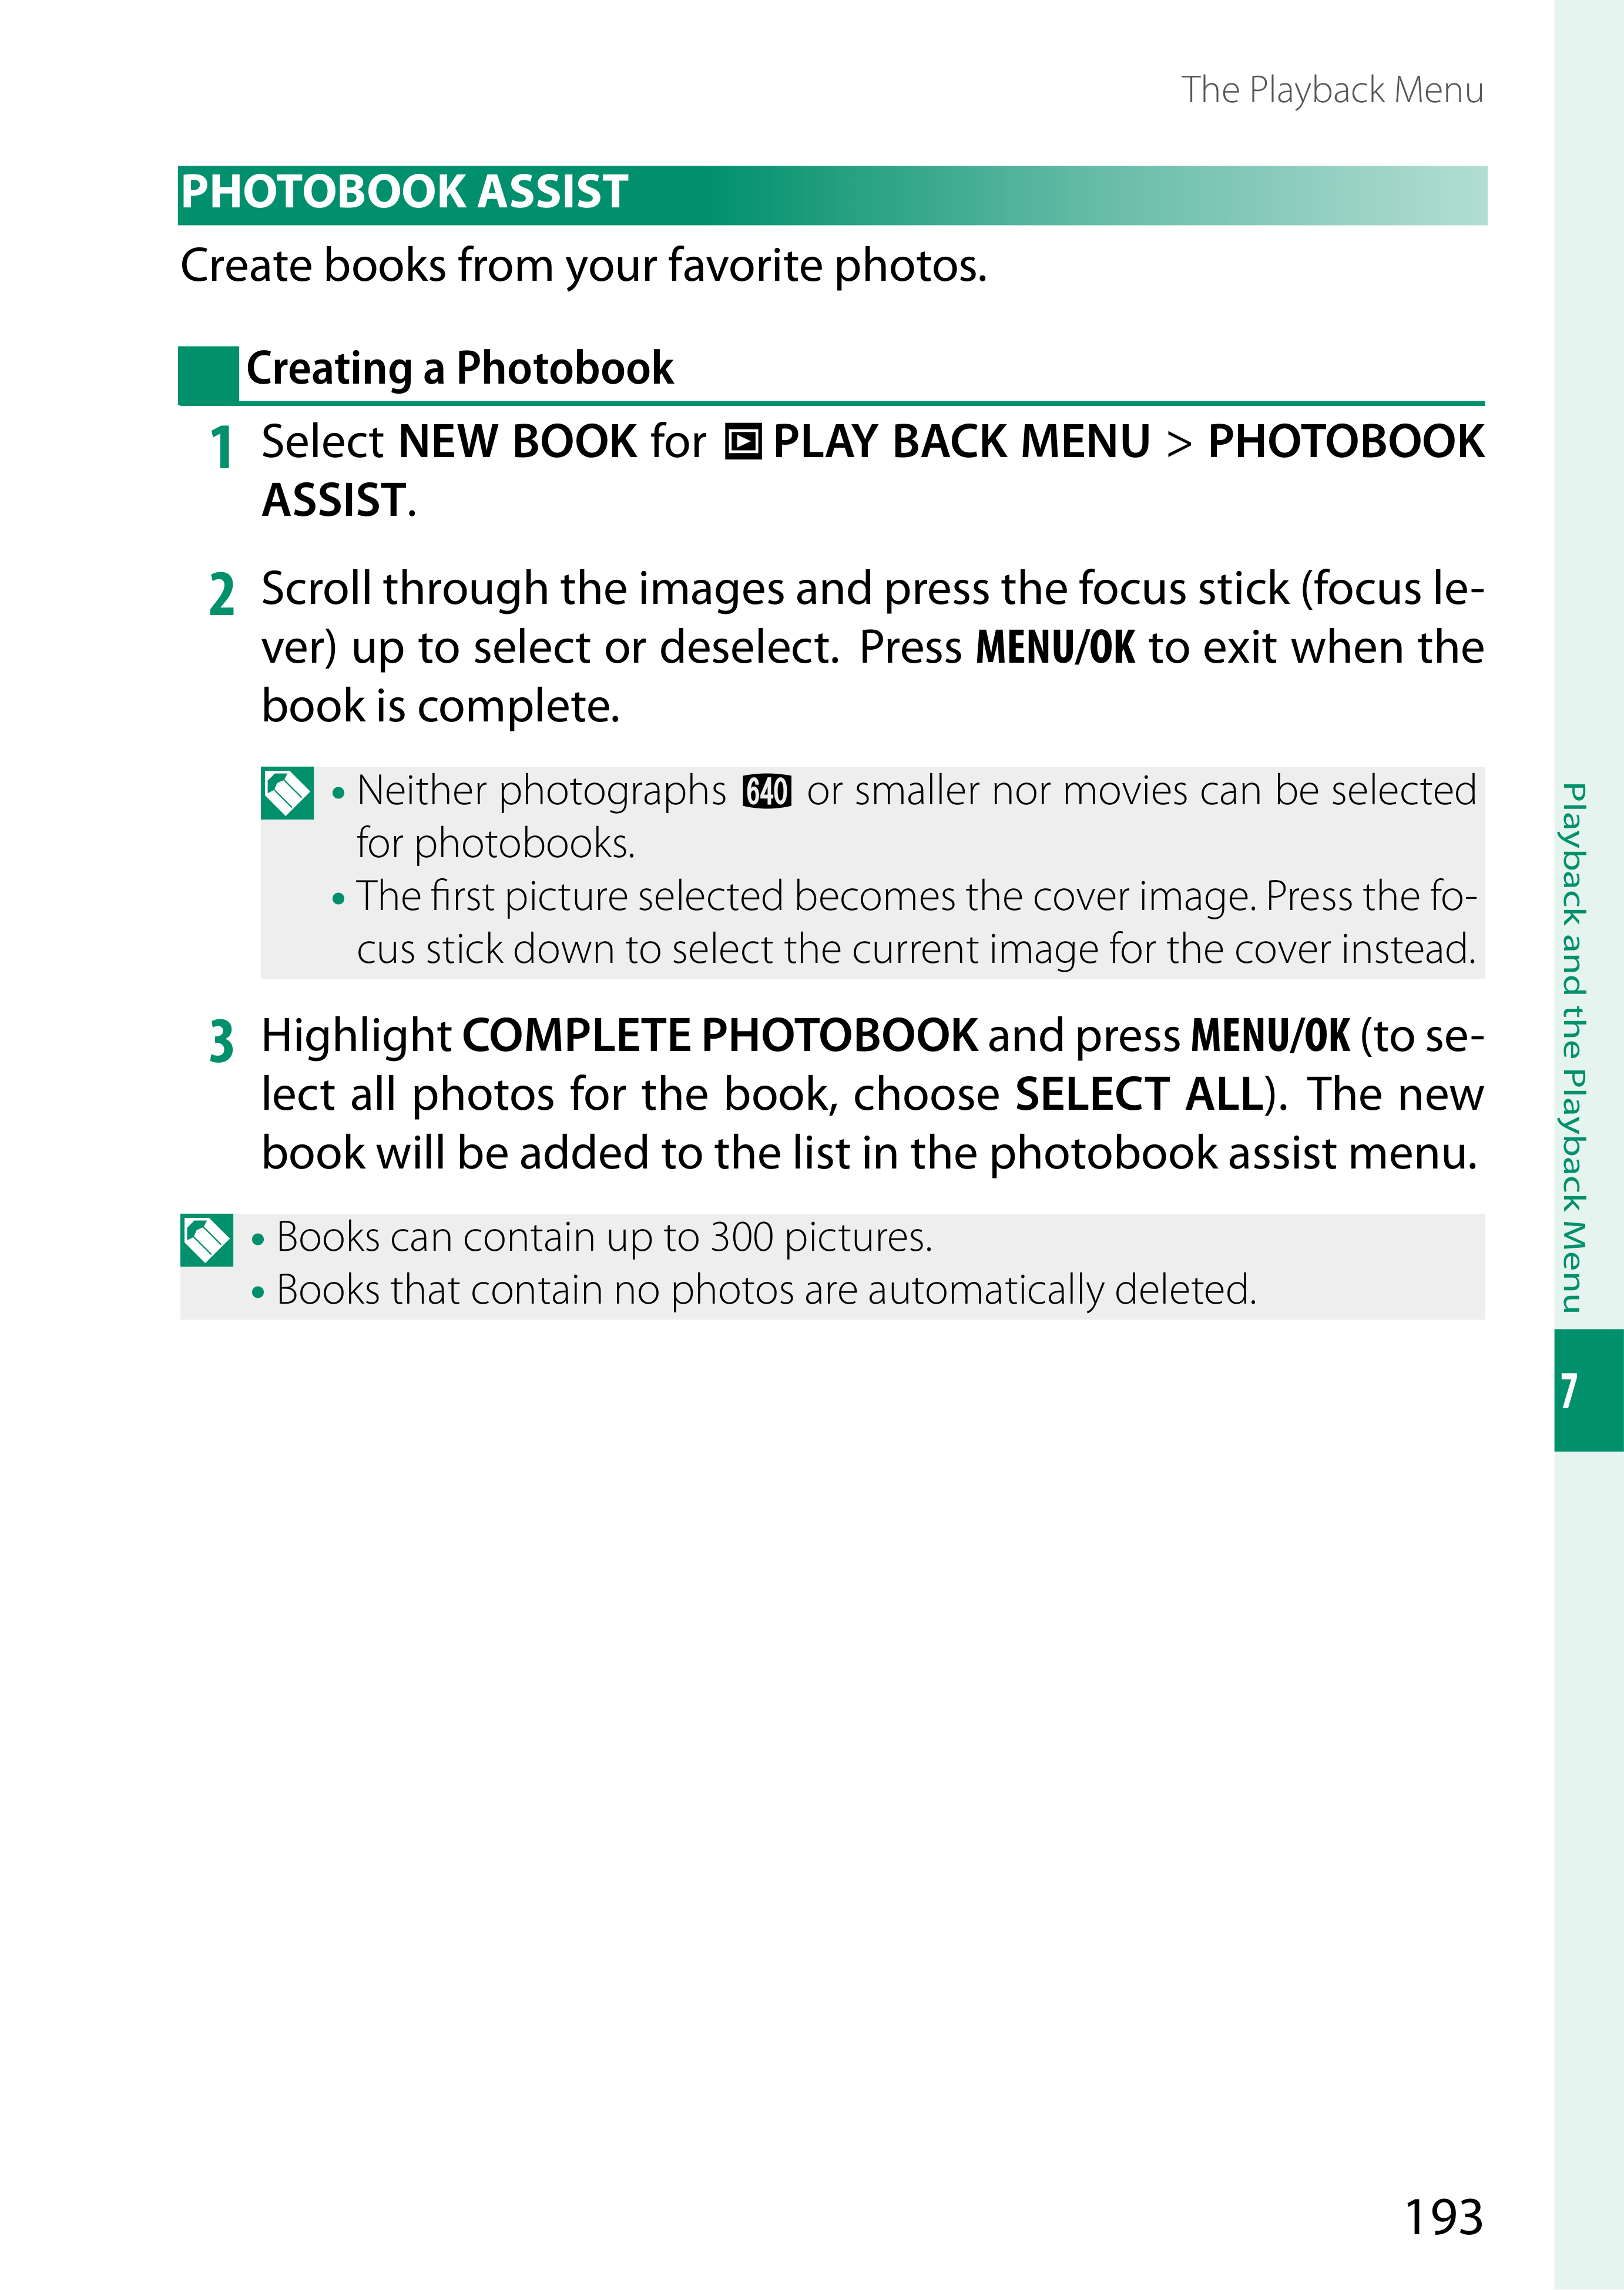 The Playback Menu
PHOTOBOOK ASSIST
Create books from your favorite photos.
Creating a Photobook
1 Select NEW BOOK for PLAY BACK MENU > PHOTOBOOK
ASSIST.
2 Scroll through the images and press the focus stick (focus le-
ver) up to select or deselect. Press MENU/OK to exit when the
book is complete.
• Neither photographs 640 or smaller nor movies can be selected
for photobooks.
• The first picture selected becomes the cover image. Press the fo-
cus stick down to select the current image for the cover instead.
3 Highlight COMPLETE PHOTOBOOK and press MENU/OK (to se-
lect all photos for the book, choose SELECT ALL). The new
book will be added to the list in the photobook assist menu.
• Books can contain up to 300 pictures.
• Books that contain no photos are automatically deleted.
Playback and the Playback Menu
7
193